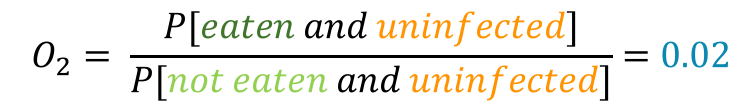 O₂ = P[eaten and uninfected] / P[not eaten and uninfected] = 0.02